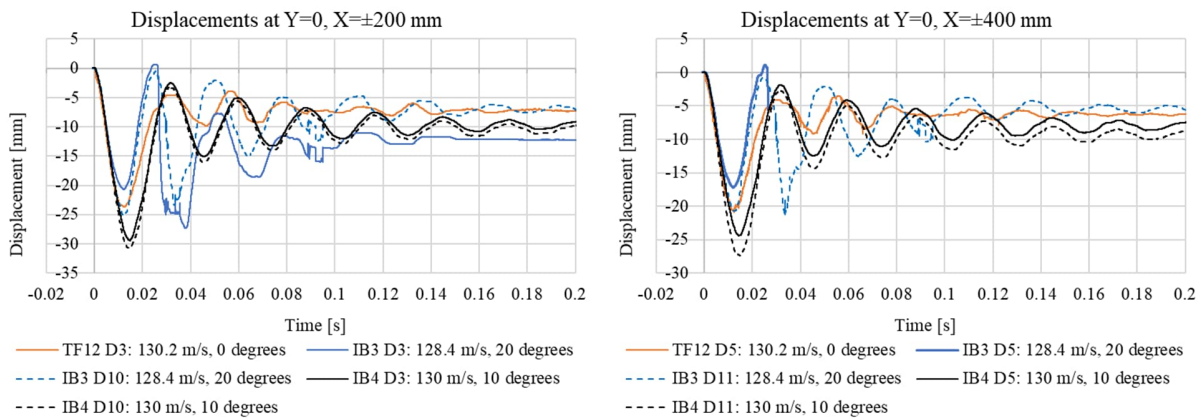 Displacements at Y=0, X=±200 mm
5
0
-5
-10
-15
-20
-25
-30
-35
Displacement [mm]
-0.02 0 0.02 0.04 0.06 0.08 0.1 0.12 0.14 0.16 0.18 0.2
Time [s]
TF12 D3: 130.2 m/s, 0 degrees IB3 D3: 128.4 m/s, 20 degrees
IB3 D10: 128.4 m/s, 20 degrees IB4 D3: 130 m/s, 10 degrees
IB4 D10: 130 m/s, 10 degrees
Displacements at Y=0, X=±400 mm
5
0
-5
-10
-15
-20
-25
-30
Displacement [mm]
-0.02 0 0.02 0.04 0.06 0.08 0.1 0.12 0.14 0.16 0.18 0.2
Time [s]
TF12 D5: 130.2 m/s, 0 degrees IB3 D5: 128.4 m/s, 20 degrees
IB3 D11: 128.4 m/s, 20 degrees IB4 D5: 130 m/s, 10 degrees
IB4 D11: 130 m/s, 10 degrees